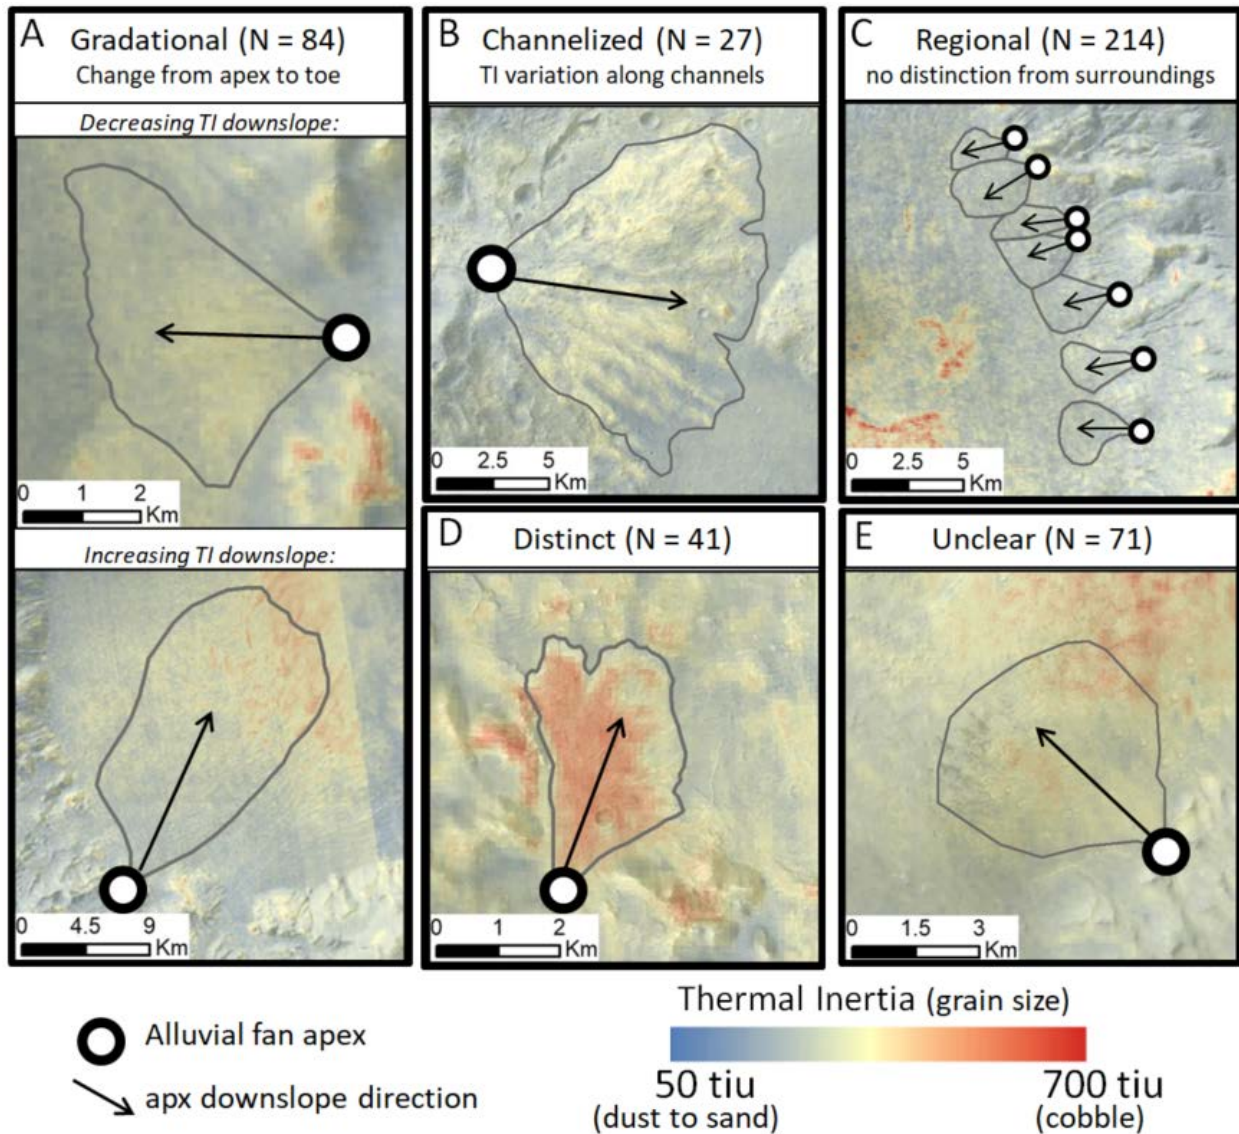 A Gradational (N = 84)
Change from apex to toe
Decreasing TI downslope:
0 1 2
Km
Increasing TI downslope:
0 4.5 9
Km
B Channelized (N = 27)
TI variation along channels
0 2.5 5
Km
C Regional (N = 214)
no distinction from surroundings
0 2.5 5
Km
D Distinct (N = 41)
0 1 2
Km
E Unclear (N = 71)
0 1.5 3
Km
Alluvial fan apex
apx downslope direction
Thermal Inertia (grain size)
50 tiu 700 tiu
(dust to sand) (cobble)